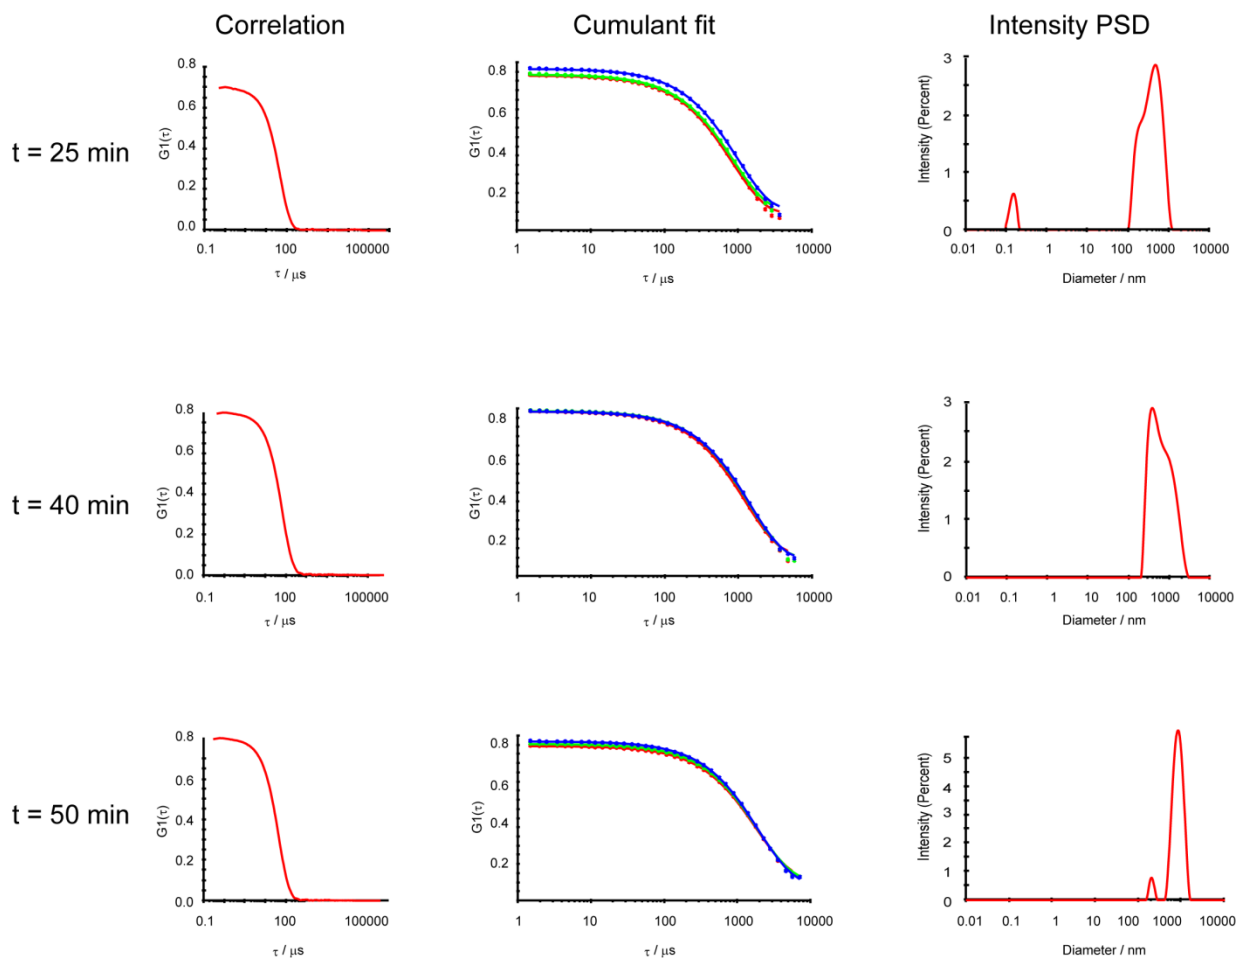 Correlation Cumulant fit Intensity PSD
t = 25 min
G1(τ)
0.8
0.6
0.4
0.2
0.0
0.1 100 100000
τ / μs
G1(τ)
0.8
0.6
0.4
0.2
1 10 100 1000 10000
τ / μs
Intensity (Percent)
3
2
1
0
0.01 0.1 1 10 100 1000 10000
Diameter / nm
t = 40 min
G1(τ)
0.8
0.6
0.4
0.2
0.0
0.1 100 100000
τ / μs
G1(τ)
0.8
0.6
0.4
0.2
1 10 100 1000 10000
τ / μs
Intensity (Percent)
3
2
1
0
0.01 0.1 1 10 100 1000 10000
Diameter / nm
t = 50 min
G1(τ)
0.8
0.6
0.4
0.2
0.0
0.1 100 100000
τ / μs
G1(τ)
0.8
0.6
0.4
0.2
1 10 100 1000 10000
τ / μs
Intensity (Percent)
5
4
3
2
1
0
0.01 0.1 1 10 100 1000 10000
Diameter / nm